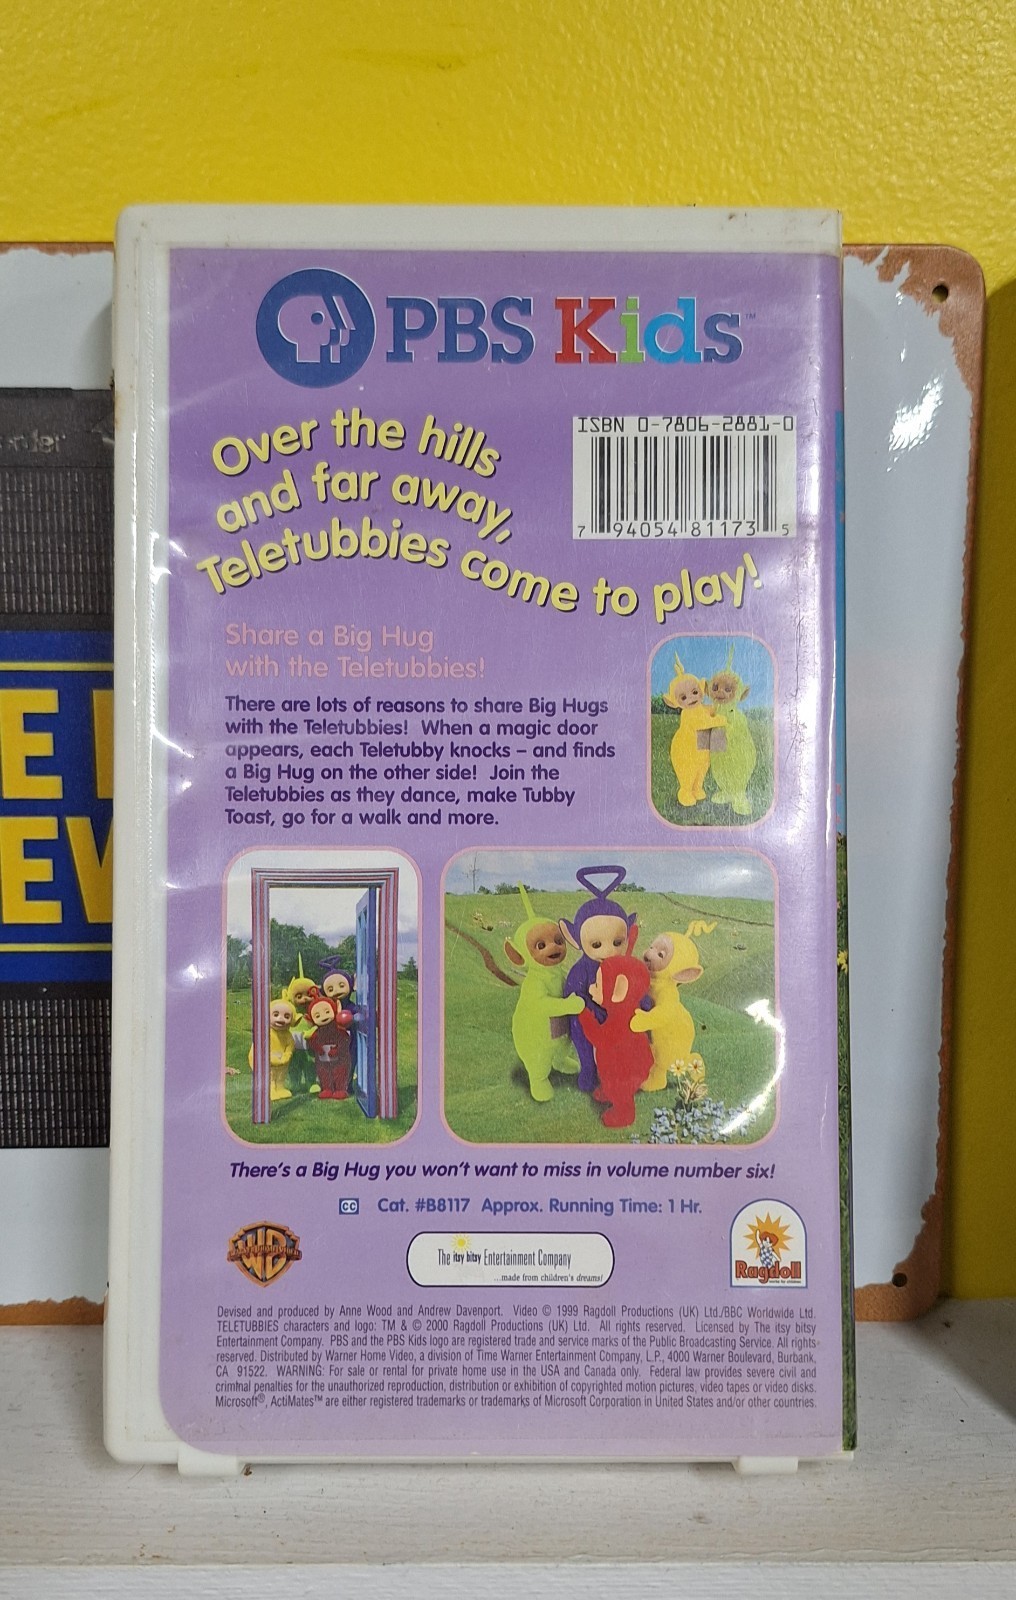 PBS Kids™
Over the hills
and far away,
Teletubbies come to play!
ISBN 0-7806-2881-0
7 94054 81173 5
Share a Big Hug
with the Teletubbies!
There are lots of reasons to share Big Hugs
with the Teletubbies! When a magic door
appears, each Teletubby knocks – and finds
a Big Hug on the other side! Join the
Teletubbies as they dance, make Tubby
Toast, go for a walk and more.
There's a Big Hug you won't want to miss in volume number six!
CC Cat. #B8117 Approx. Running Time: 1 Hr.
WB
The itsy bitsy Entertainment Company
...made from children's dreams!
Ragdoll
Devised and produced by Anne Wood and Andrew Davenport. Video © 1999 Ragdoll Productions (UK) Ltd./BBC Worldwide Ltd.
TELETUBBIES characters and logo: TM & © 2000 Ragdoll Productions (UK) Ltd. All rights reserved. Licensed by The itsy bitsy
Entertainment Company. PBS and the PBS Kids logo are registered trade and service marks of the Public Broadcasting Service. All rights
reserved. Distributed by Warner Home Video, a division of Time Warner Entertainment Company, L.P., 4000 Warner Boulevard, Burbank,
CA 91522. WARNING: For sale or rental for private home use in the USA and Canada only. Federal law provides severe civil and
criminal penalties for the unauthorized reproduction, distribution or exhibition of copyrighted motion pictures, video tapes or video disks.
Microsoft®, ActiMates™ are either registered trademarks or trademarks of Microsoft Corporation in United States and/or other countries.